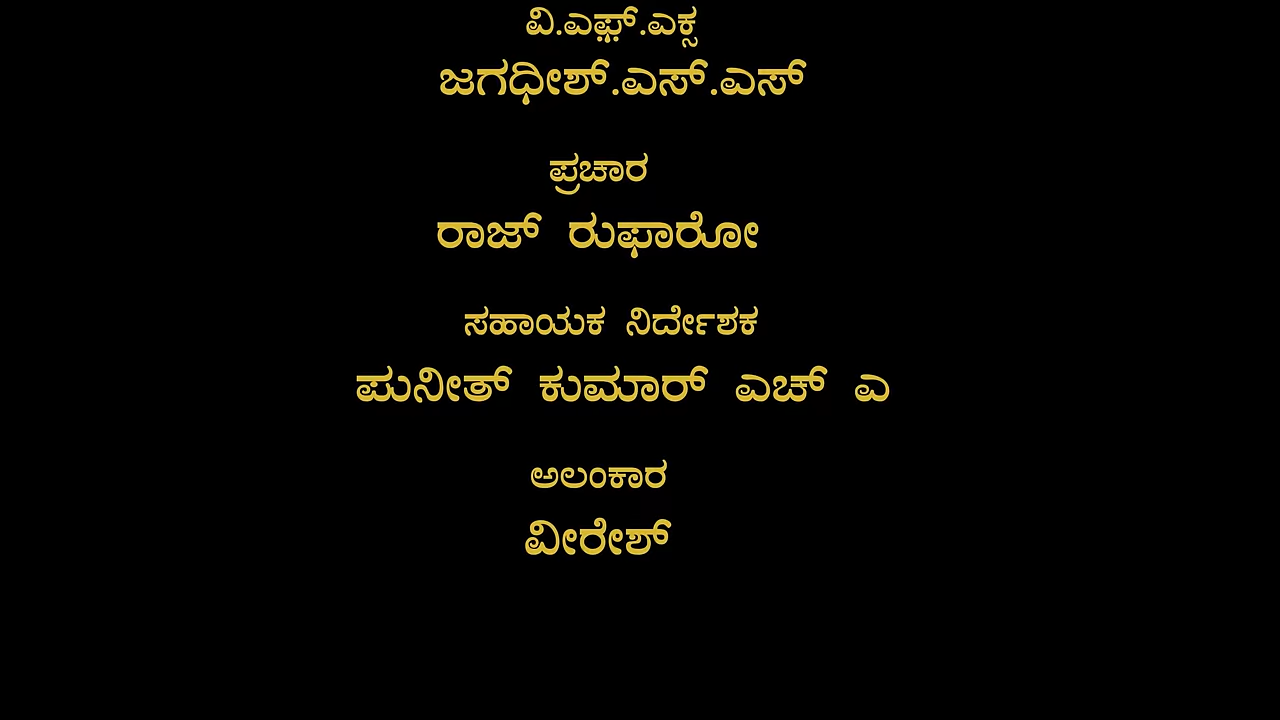 ವಿ.ಎಫ಼್.ಎಕ್ಸ
ಜಗಧೀಶ್.ಎಸ್.ಎಸ್
ಪ್ರಚಾರ
ರಾಜ್ ರುಫಾರೋ
ಸಹಾಯಕ ನಿರ್ದೇಶಕ
ಪುನೀತ್ ಕುಮಾರ್ ಎಚ್ ಎ
ಅಲಂಕಾರ
ವೀರೇಶ್